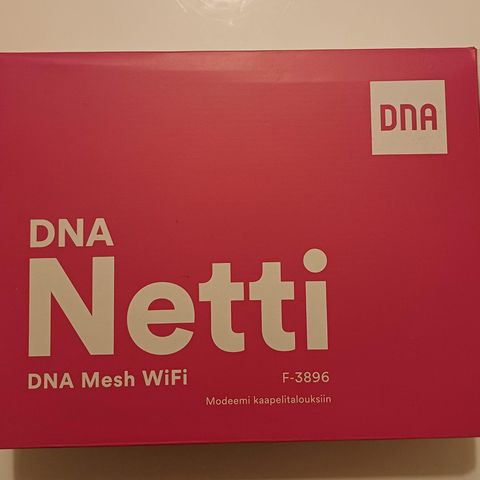 DNA
DNA
Netti
DNA Mesh WiFi
F-3896
Modeemi kaapelitalouksiin